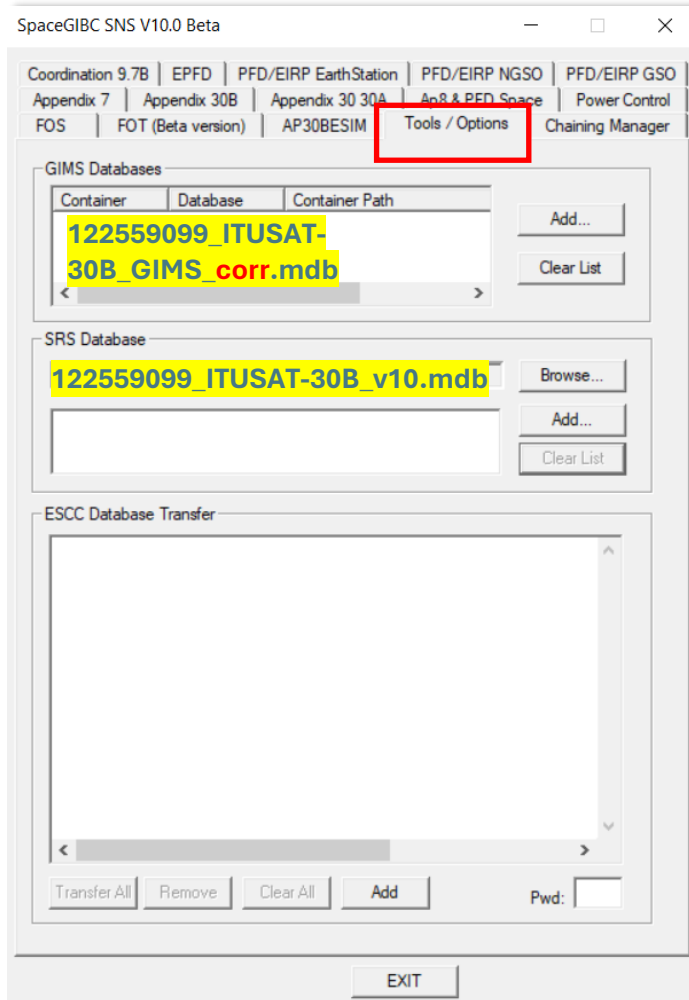 SpaceGIBC SNS V10.0 Beta
Coordination 9.7B EPFD PFD/EIRP EarthStation PFD/EIRP NGSO PFD/EIRP GSO
Appendix 7 Appendix 30B Appendix 30 30A Ap8 & PFD Space Power Control
FOS FOT (Beta version) AP30BESIM Tools / Options Chaining Manager
GIMS Databases
Container Database Container Path
122559099_ITUSAT-
30B_GIMS_corr.mdb
Add...
Clear List
SRS Database
122559099_ITUSAT-30B_v10.mdb
Browse...
Add...
Clear List
ESCC Database Transfer
Transfer All Remove Clear All Add Pwd:
EXIT